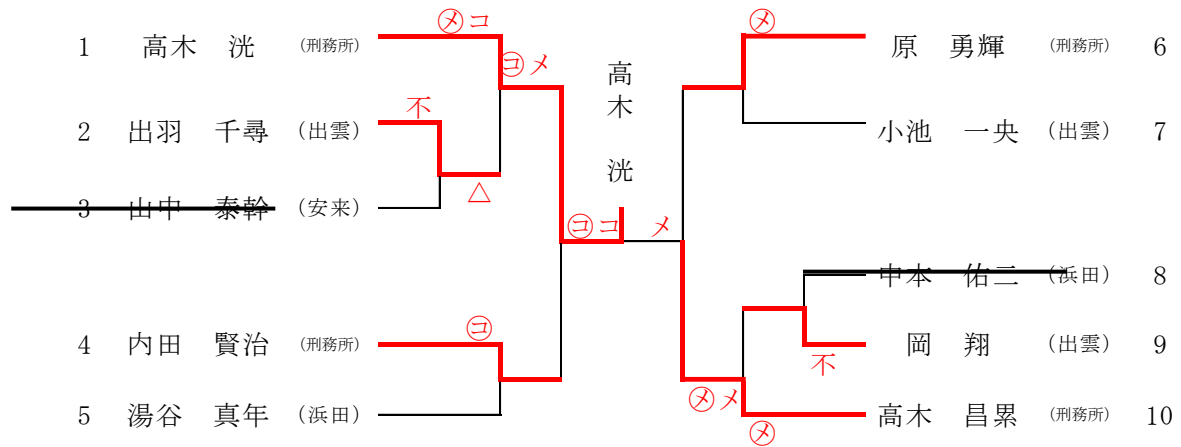 1 高木 洸 (刑務所)
㋱コ
㋙メ
2 出羽 千尋 (出雲)
不
△
3 山中 泰幹 (安来)
4 内田 賢治 (刑務所)
㋙
5 湯谷 真年 (浜田)
高木 洸
㋙コ
メ
㋱
原 勇輝 (刑務所) 6
小池 一央 (出雲) 7
中本 佑二 (浜田) 8
岡 翔 (出雲) 9
不
㋱メ
高木 昌累 (刑務所) 10
㋱